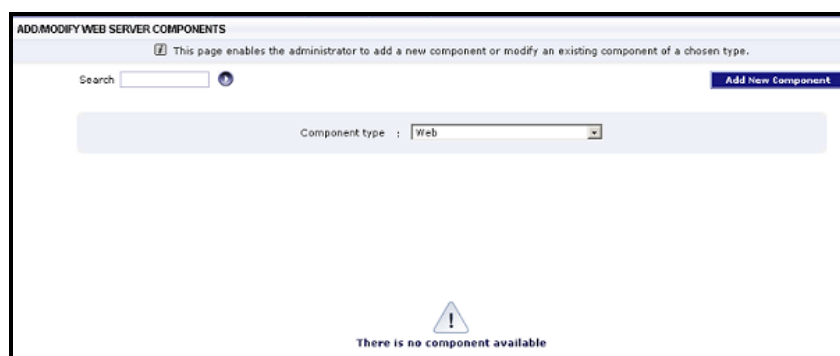 ADD/MODIFY WEB SERVER COMPONENTS
This page enables the administrator to add a new component or modify an existing component of a chosen type.
Search
Add New Component
Component type : Web
There is no component available